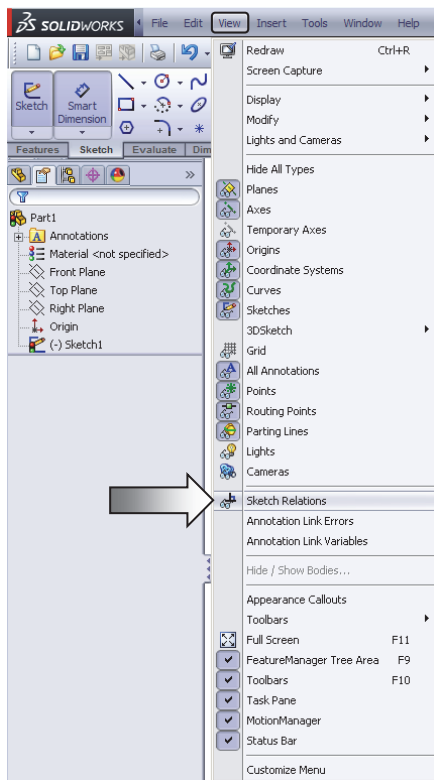 SOLIDWORKS File Edit View Insert Tools Window Help
Redraw Ctrl+R
Screen Capture
Sketch
Smart Dimension
Display
Modify
Lights and Cameras
Features Sketch Evaluate Dim
Hide All Types
Planes
Axes
Temporary Axes
Origins
Coordinate Systems
Curves
Sketches
3DSketch
Grid
All Annotations
Points
Routing Points
Parting Lines
Lights
Cameras
Sketch Relations
Annotation Link Errors
Annotation Link Variables
Hide / Show Bodies...
Appearance Callouts
Toolbars
Full Screen F11
FeatureManager Tree Area F9
Toolbars F10
Task Pane
MotionManager
Status Bar
Customize Menu
»
Part1
A Annotations
Material <not specified>
Front Plane
Top Plane
Right Plane
Origin
(-) Sketch1